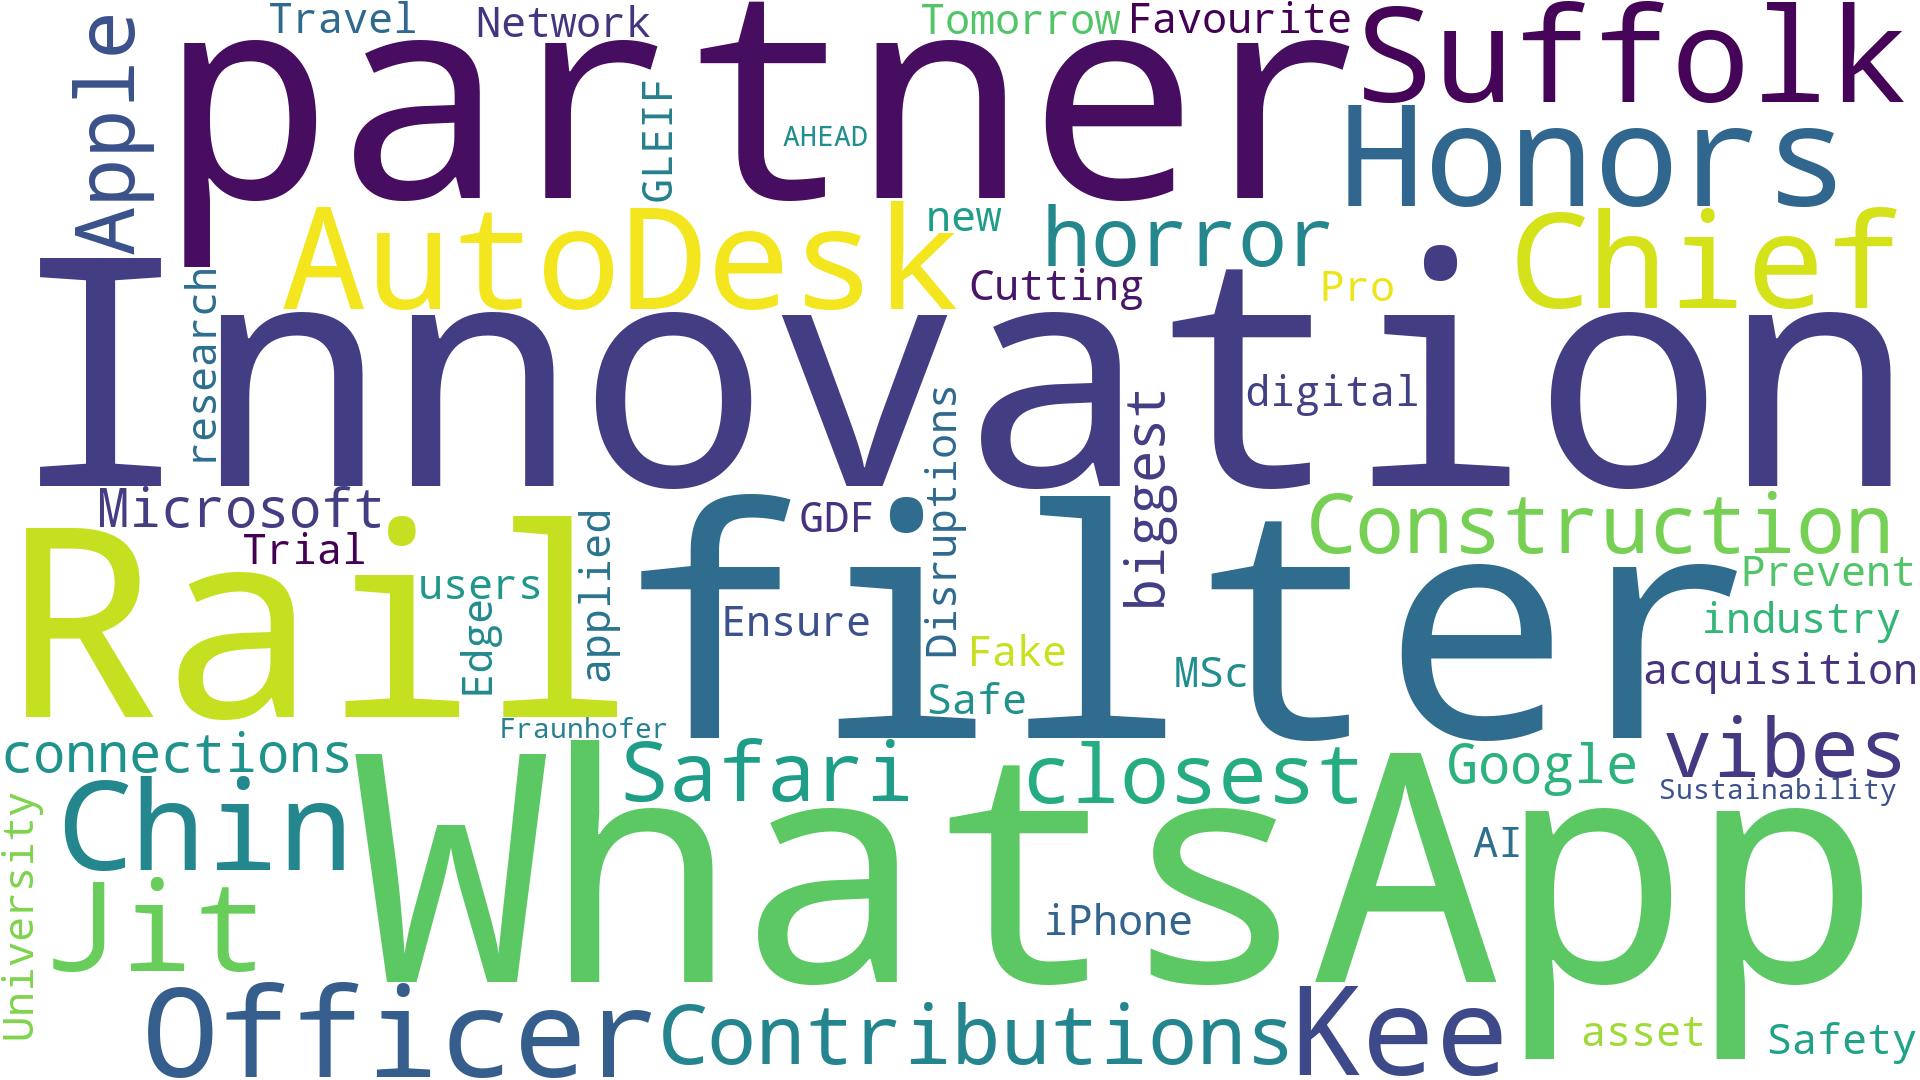 Travel
Network
Tomorrow
Favourite
Suffolk
Apple
partner
GLEIF
AHEAD
Honors
AutoDesk
new
horror
Chief
Cutting
Pro
research
Innovation
digital
biggest
Disruptions
Microsoft
GDF
Construction
Trial
Rail
users
applied
filter
Prevent
Edge
Ensure
industry
Fake
MSc
acquisition
Safe
Fraunhofer
connections
Safari
closest
Google
vibes
Sustainability
University
Chin
WhatsApp
AI
Jit
iPhone
Officer
Contributions
Kee
asset
Safety